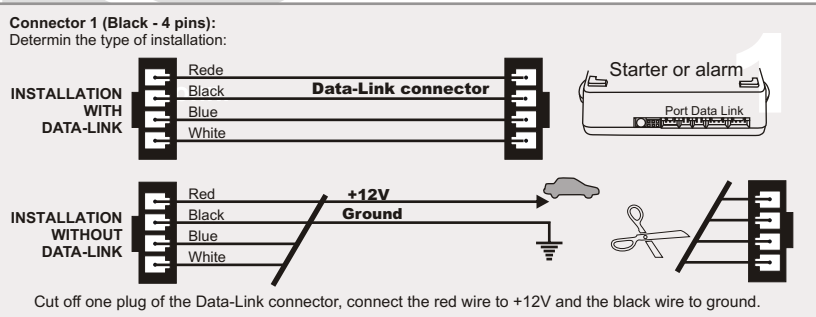 Connector 1 (Black - 4 pins):
Determin the type of installation:
1
INSTALLATION
WITH
DATA-LINK
Rede
Black
Blue
White
Data-Link connector
Starter or alarm
Port Data Link
INSTALLATION
WITHOUT
DATA-LINK
Red
Black
Blue
White
+12V
Ground
Cut off one plug of the Data-Link connector, connect the red wire to +12V and the black wire to ground.